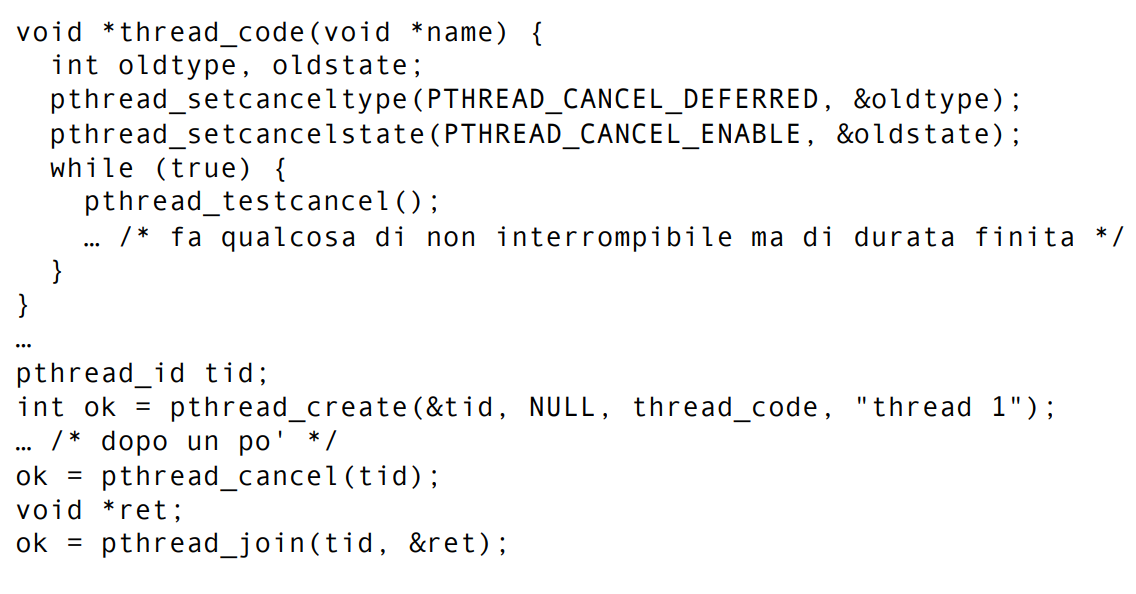 void *thread_code(void *name) {
  int oldtype, oldstate;
  pthread_setcanceltype(PTHREAD_CANCEL_DEFERRED, &oldtype);
  pthread_setcancelstate(PTHREAD_CANCEL_ENABLE, &oldstate);
  while (true) {
    pthread_testcancel();
    … /* fa qualcosa di non interrompibile ma di durata finita */
  }
}
…
pthread_id tid;
int ok = pthread_create(&tid, NULL, thread_code, "thread 1");
… /* dopo un po' */
ok = pthread_cancel(tid);
void *ret;
ok = pthread_join(tid, &ret);